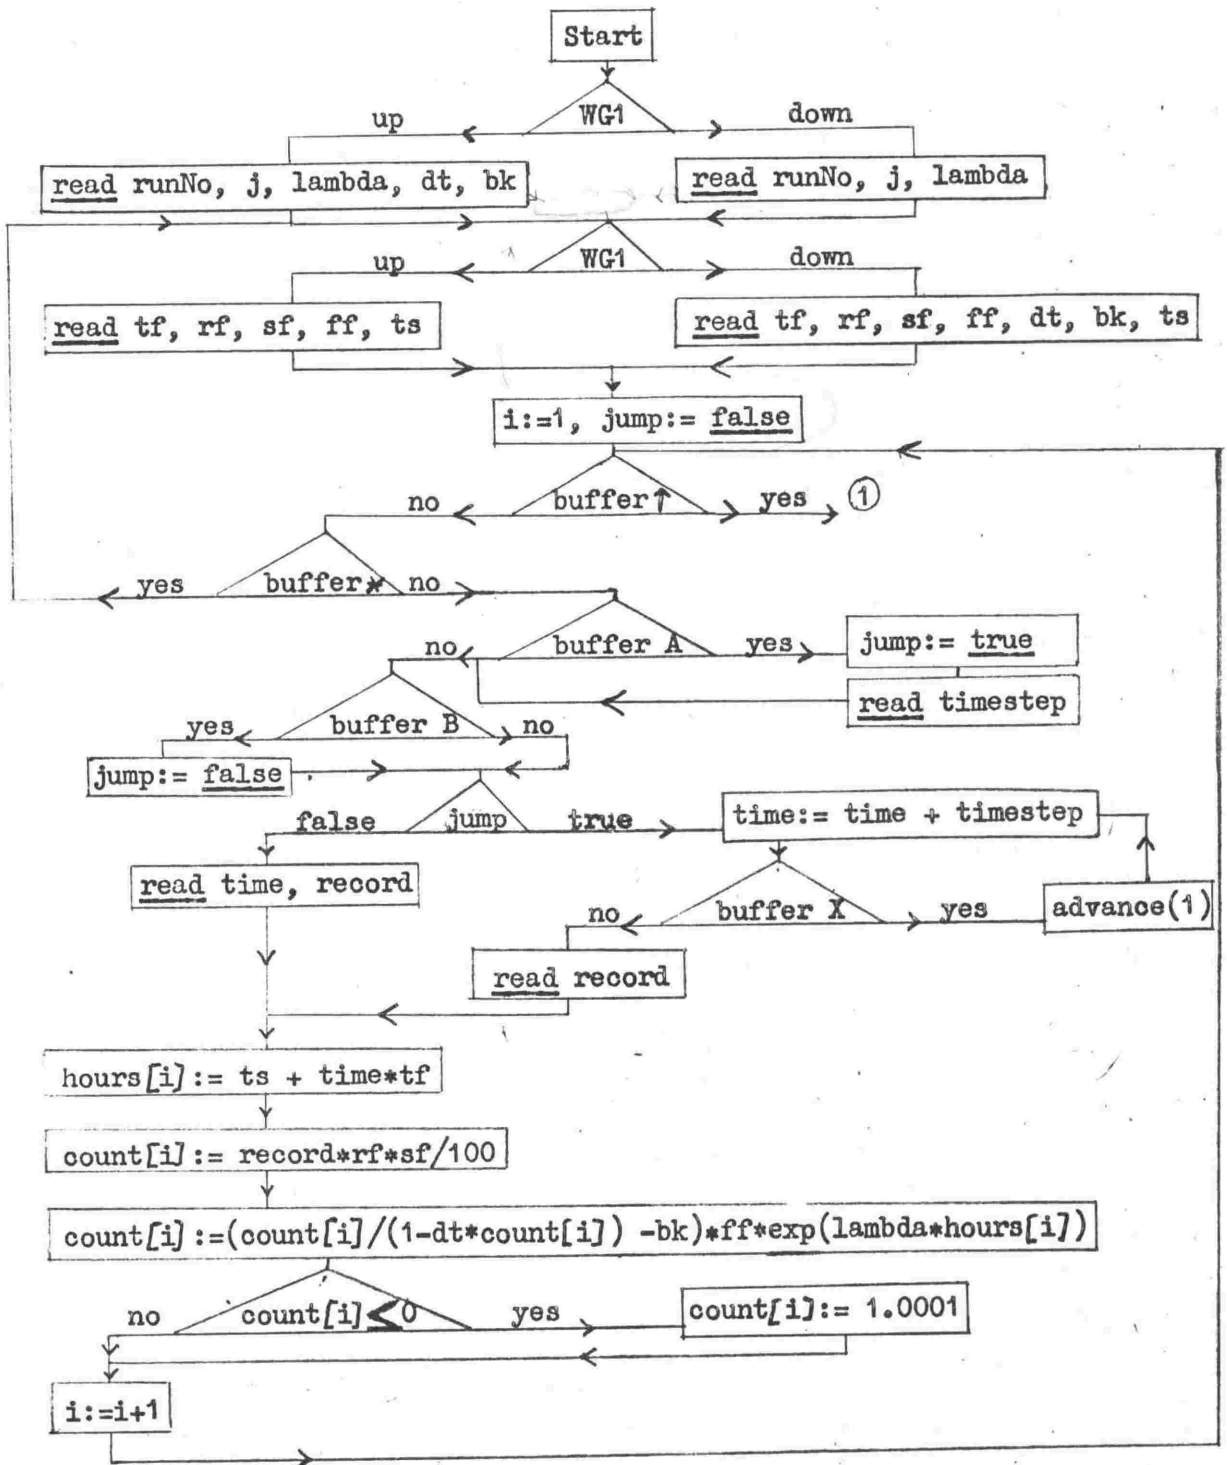 Start
WG1
up
down
read runNo, j, lambda, dt, bk
read runNo, j, lambda
WG1
up
down
read tf, rf, sf, ff, ts
read tf, rf, sf, ff, dt, bk, ts
i:=1, jump:= false
buffer↑
no
yes
①
buffer*
yes
no
buffer A
no
yes
jump:= true
read timestep
buffer B
yes
no
jump:= false
jump
false
true
time:= time + timestep
read time, record
buffer X
no
yes
advance(1)
read record
hours[i]:= ts + time*tf
count[i]:= record*rf*sf/100
count[i]:=(count[i]/(1-dt*count[i]) -bk)*ff*exp(lambda*hours[i])
count[i]≤0
no
yes
count[i]:= 1.0001
i:=i+1